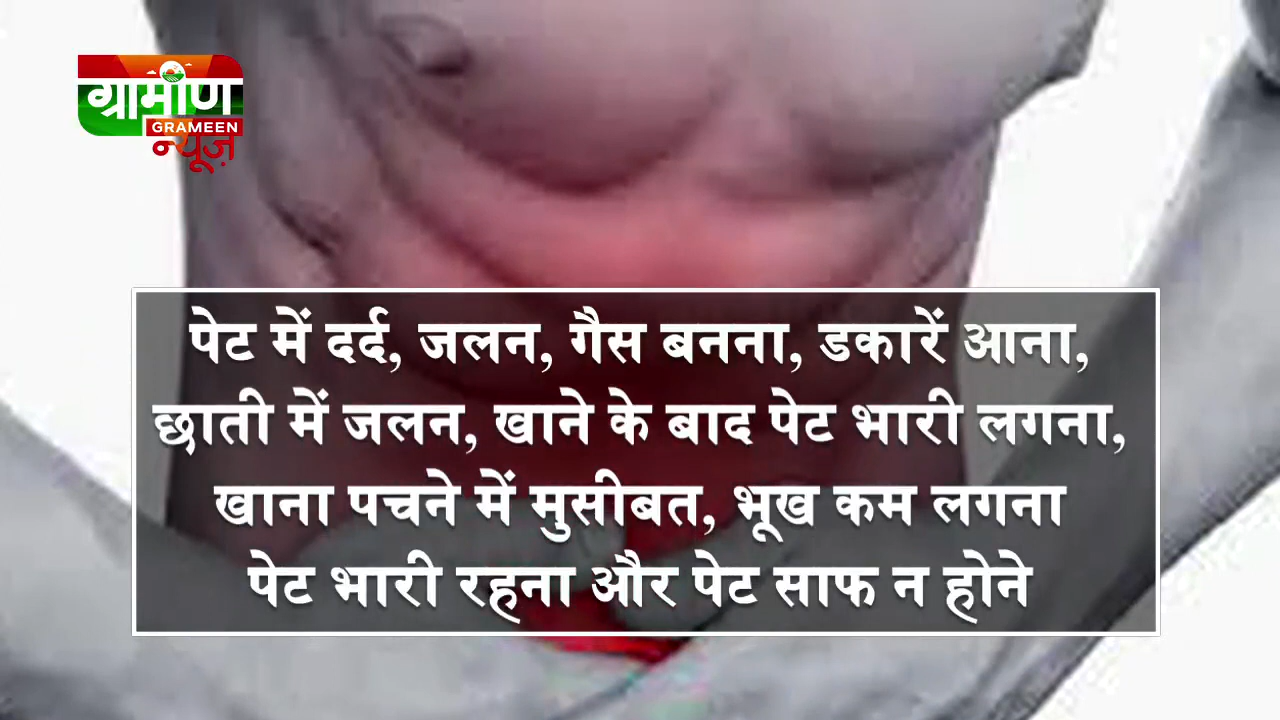 ग्रामीण
GRAMEEN
न्यूज़
पेट में दर्द, जलन, गैस बनना, डकारें आना,
छाती में जलन, खाने के बाद पेट भारी लगना,
खाना पचने में मुसीबत, भूख कम लगना
पेट भारी रहना और पेट साफ न होने